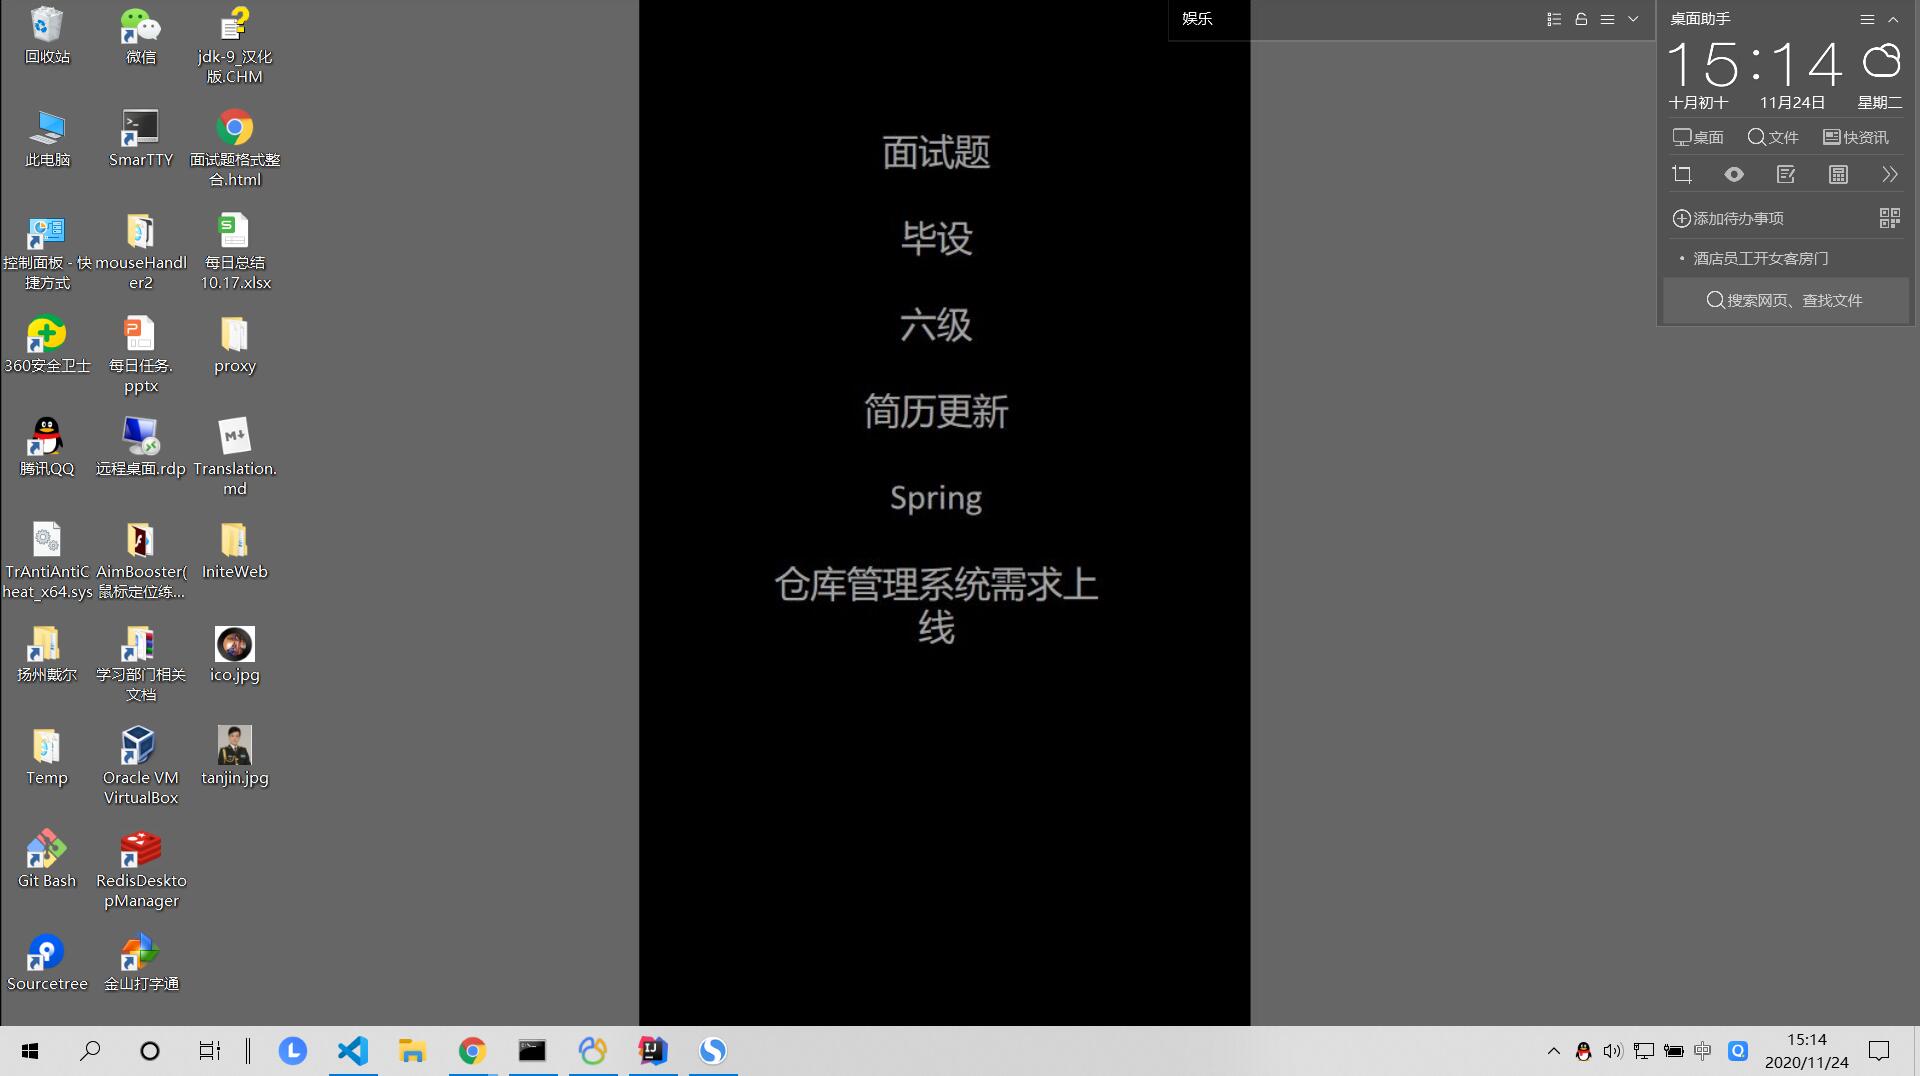 回收站
微信
jdk-9_汉化
版.CHM
此电脑
SmarTTY
面试题格式整
合.html
控制面板 - 快
捷方式
mouseHandl
er2
每日总结
10.17.xlsx
360安全卫士
每日任务.
pptx
proxy
腾讯QQ
远程桌面.rdp
Translation.
md
TrAntiAntiC
heat_x64.sys
AimBooster(
鼠标定位练...
IniteWeb
扬州戴尔
学习部门相关
文档
ico.jpg
Temp
Oracle VM
VirtualBox
tanjin.jpg
Git Bash
RedisDeskto
pManager
Sourcetree
金山打字通
面试题
毕设
六级
简历更新
Spring
仓库管理系统需求上
线
娱乐
桌面助手
15:14
十月初十 11月24日 星期二
桌面 文件 快资讯
添加待办事项
• 酒店员工开女客房门
搜索网页、查找文件
中
15:14
2020/11/24